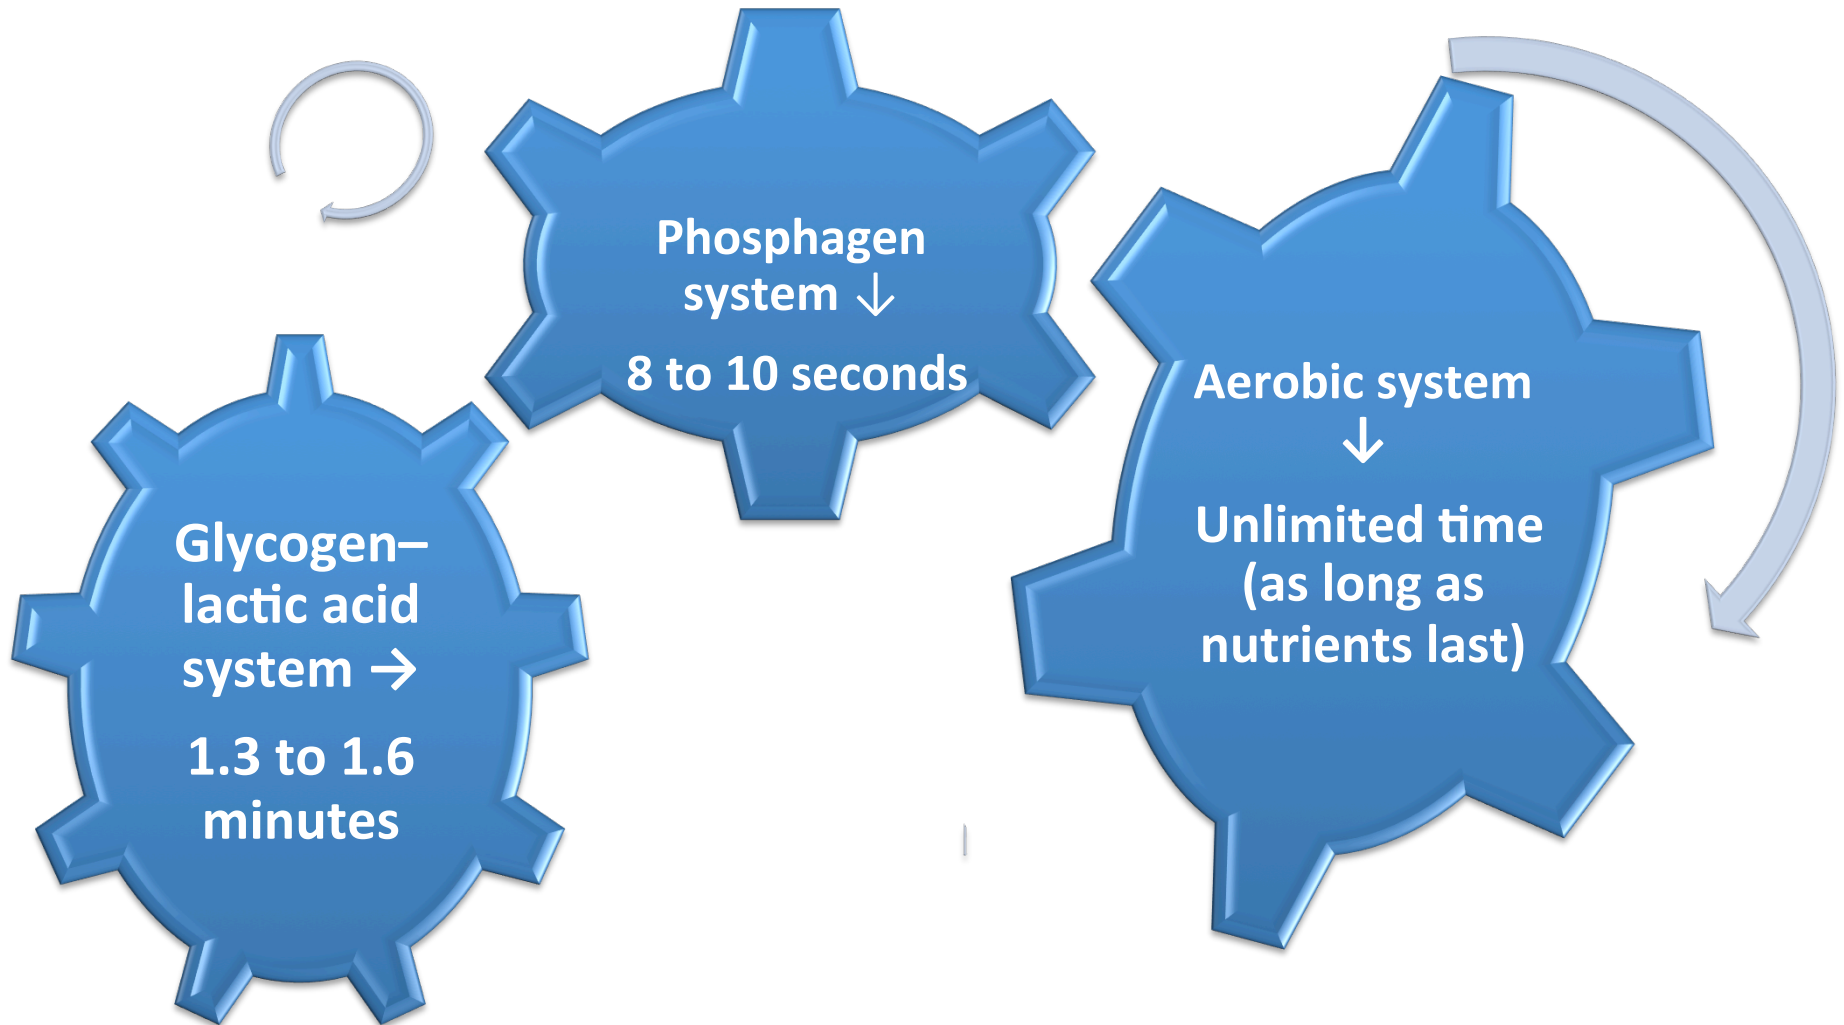 Phosphagen
system ↓
8 to 10 seconds
Aerobic system
↓
Unlimited time
(as long as
nutrients last)
Glycogen–
lactic acid
system →
1.3 to 1.6
minutes